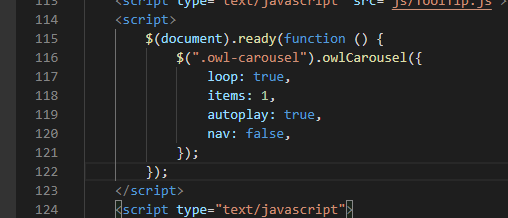 113 <script type="text/javascript" src="js/ToolTip.js">
114 <script>
115 $(document).ready(function () {
116 $(".owl-carousel").owlCarousel({
117 loop: true,
118 items: 1,
119 autoplay: true,
120 nav: false,
121 });
122 });
123 </script>
124 <script type="text/javascript">